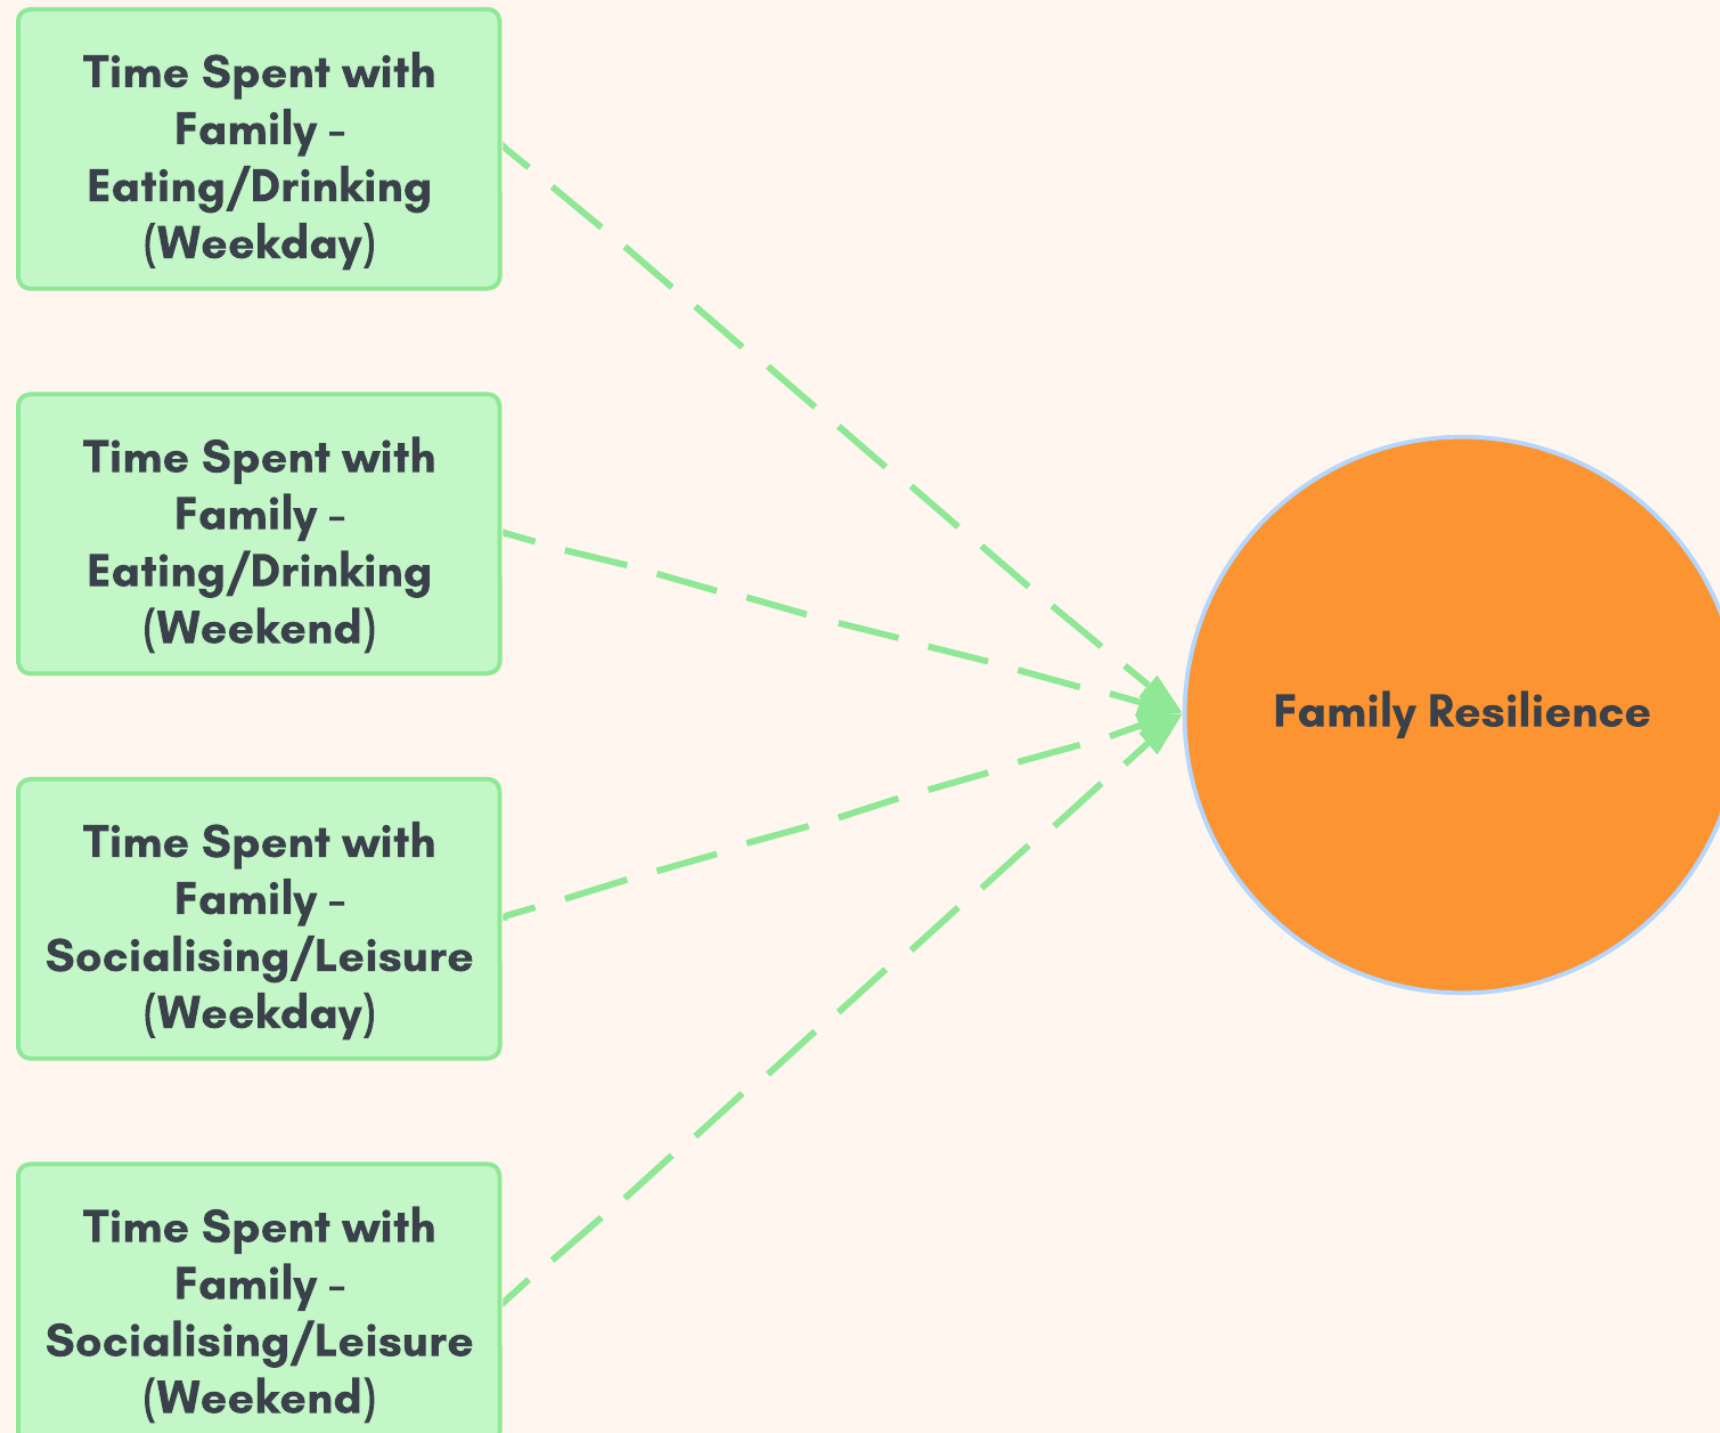 Time Spent with
Family -
Eating/Drinking
(Weekday)
Time Spent with
Family -
Eating/Drinking
(Weekend)
Time Spent with
Family -
Socialising/Leisure
(Weekday)
Time Spent with
Family -
Socialising/Leisure
(Weekend)
Family Resilience